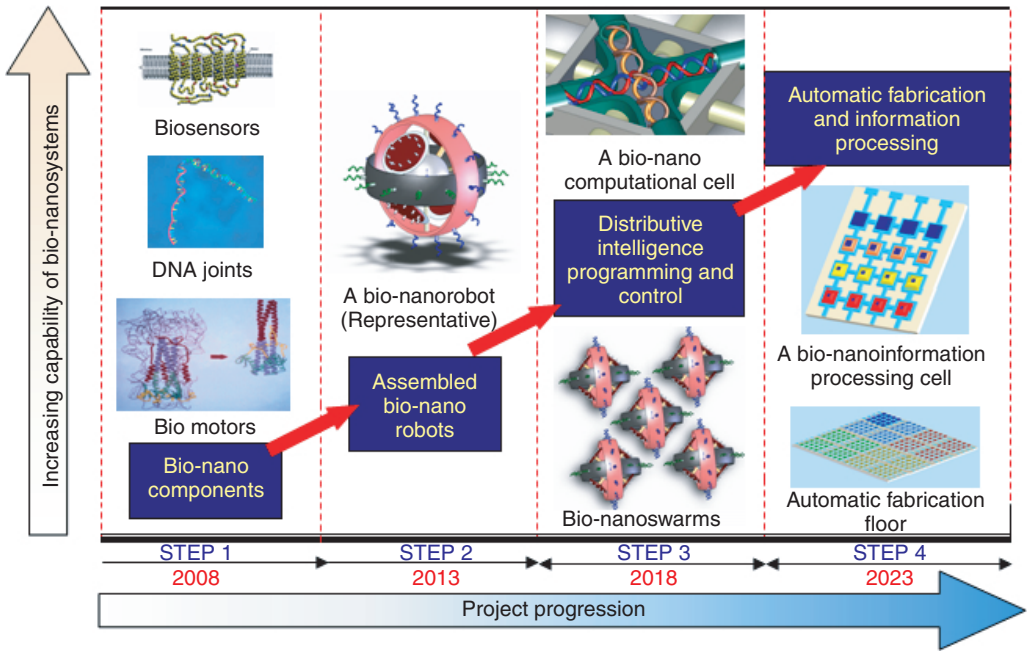 Increasing capability of bio-nanosystems
Biosensors
DNA joints
Bio motors
Bio-nano
components
A bio-nanorobot
(Representative)
Assembled
bio-nano
robots
A bio-nano
computational cell
Distributive
intelligence
programming and
control
Bio-nanoswarms
Automatic fabrication
and information
processing
A bio-nanoinformation
processing cell
Automatic fabrication
floor
STEP 1
2008
STEP 2
2013
STEP 3
2018
STEP 4
2023
Project progression